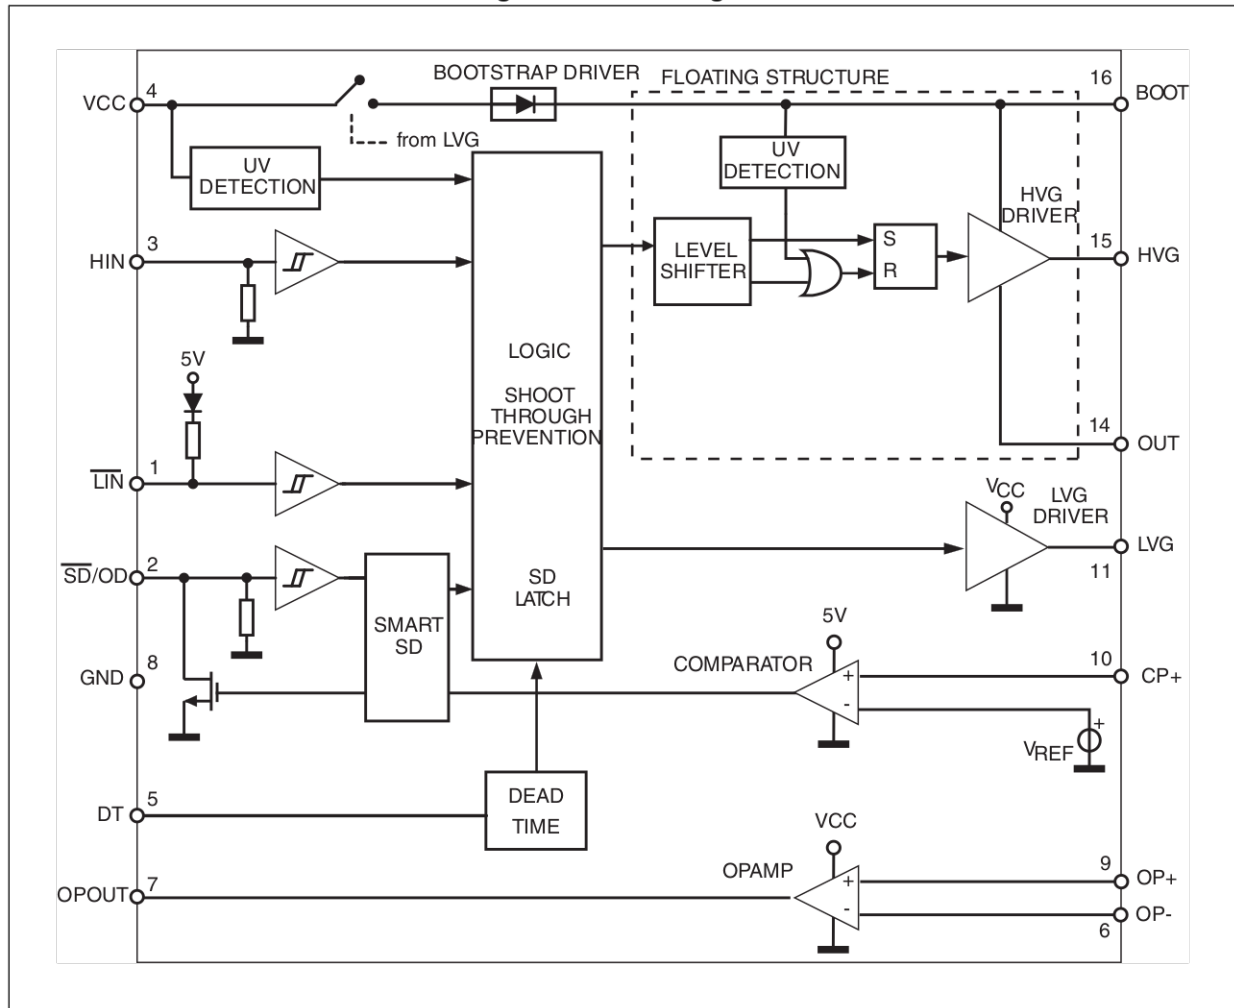 BOOTSTRAP DRIVER
FLOATING STRUCTURE
4
VCC
from LVG
16
BOOT
UV
DETECTION
UV
DETECTION
3
HIN
LEVEL
SHIFTER
S
R
HVG
DRIVER
15
HVG
5V
LOGIC
SHOOT
THROUGH
PREVENTION
14
OUT
1
LIN
VCC
LVG
DRIVER
LVG
11
2
SD/OD
SD
LATCH
SMART
SD
8
GND
5V
COMPARATOR
+
-
10
CP+
VREF
+
5
DT
DEAD
TIME
VCC
7
OPOUT
OPAMP
+
-
9
OP+
OP-
6